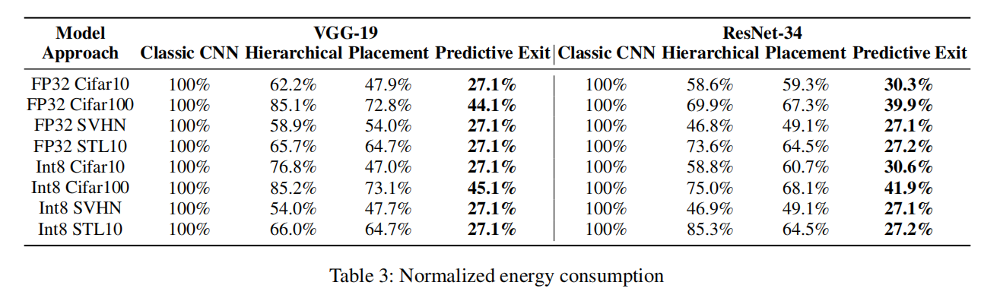 Model VGG-19 ResNet-34
Approach Classic CNN Hierarchical Placement Predictive Exit Classic CNN Hierarchical Placement Predictive Exit
FP32 Cifar10 100% 62.2% 47.9% 27.1% 100% 58.6% 59.3% 30.3%
FP32 Cifar100 100% 85.1% 72.8% 44.1% 100% 69.9% 67.3% 39.9%
FP32 SVHN 100% 58.9% 54.0% 27.1% 100% 46.8% 49.1% 27.1%
FP32 STL10 100% 65.7% 64.7% 27.1% 100% 73.6% 64.5% 27.2%
Int8 Cifar10 100% 76.8% 47.0% 27.1% 100% 58.8% 60.7% 30.6%
Int8 Cifar100 100% 85.2% 73.1% 45.1% 100% 75.0% 68.1% 41.9%
Int8 SVHN 100% 54.0% 47.7% 27.1% 100% 46.9% 49.1% 27.1%
Int8 STL10 100% 66.0% 64.7% 27.1% 100% 85.3% 64.5% 27.2%
Table 3: Normalized energy consumption